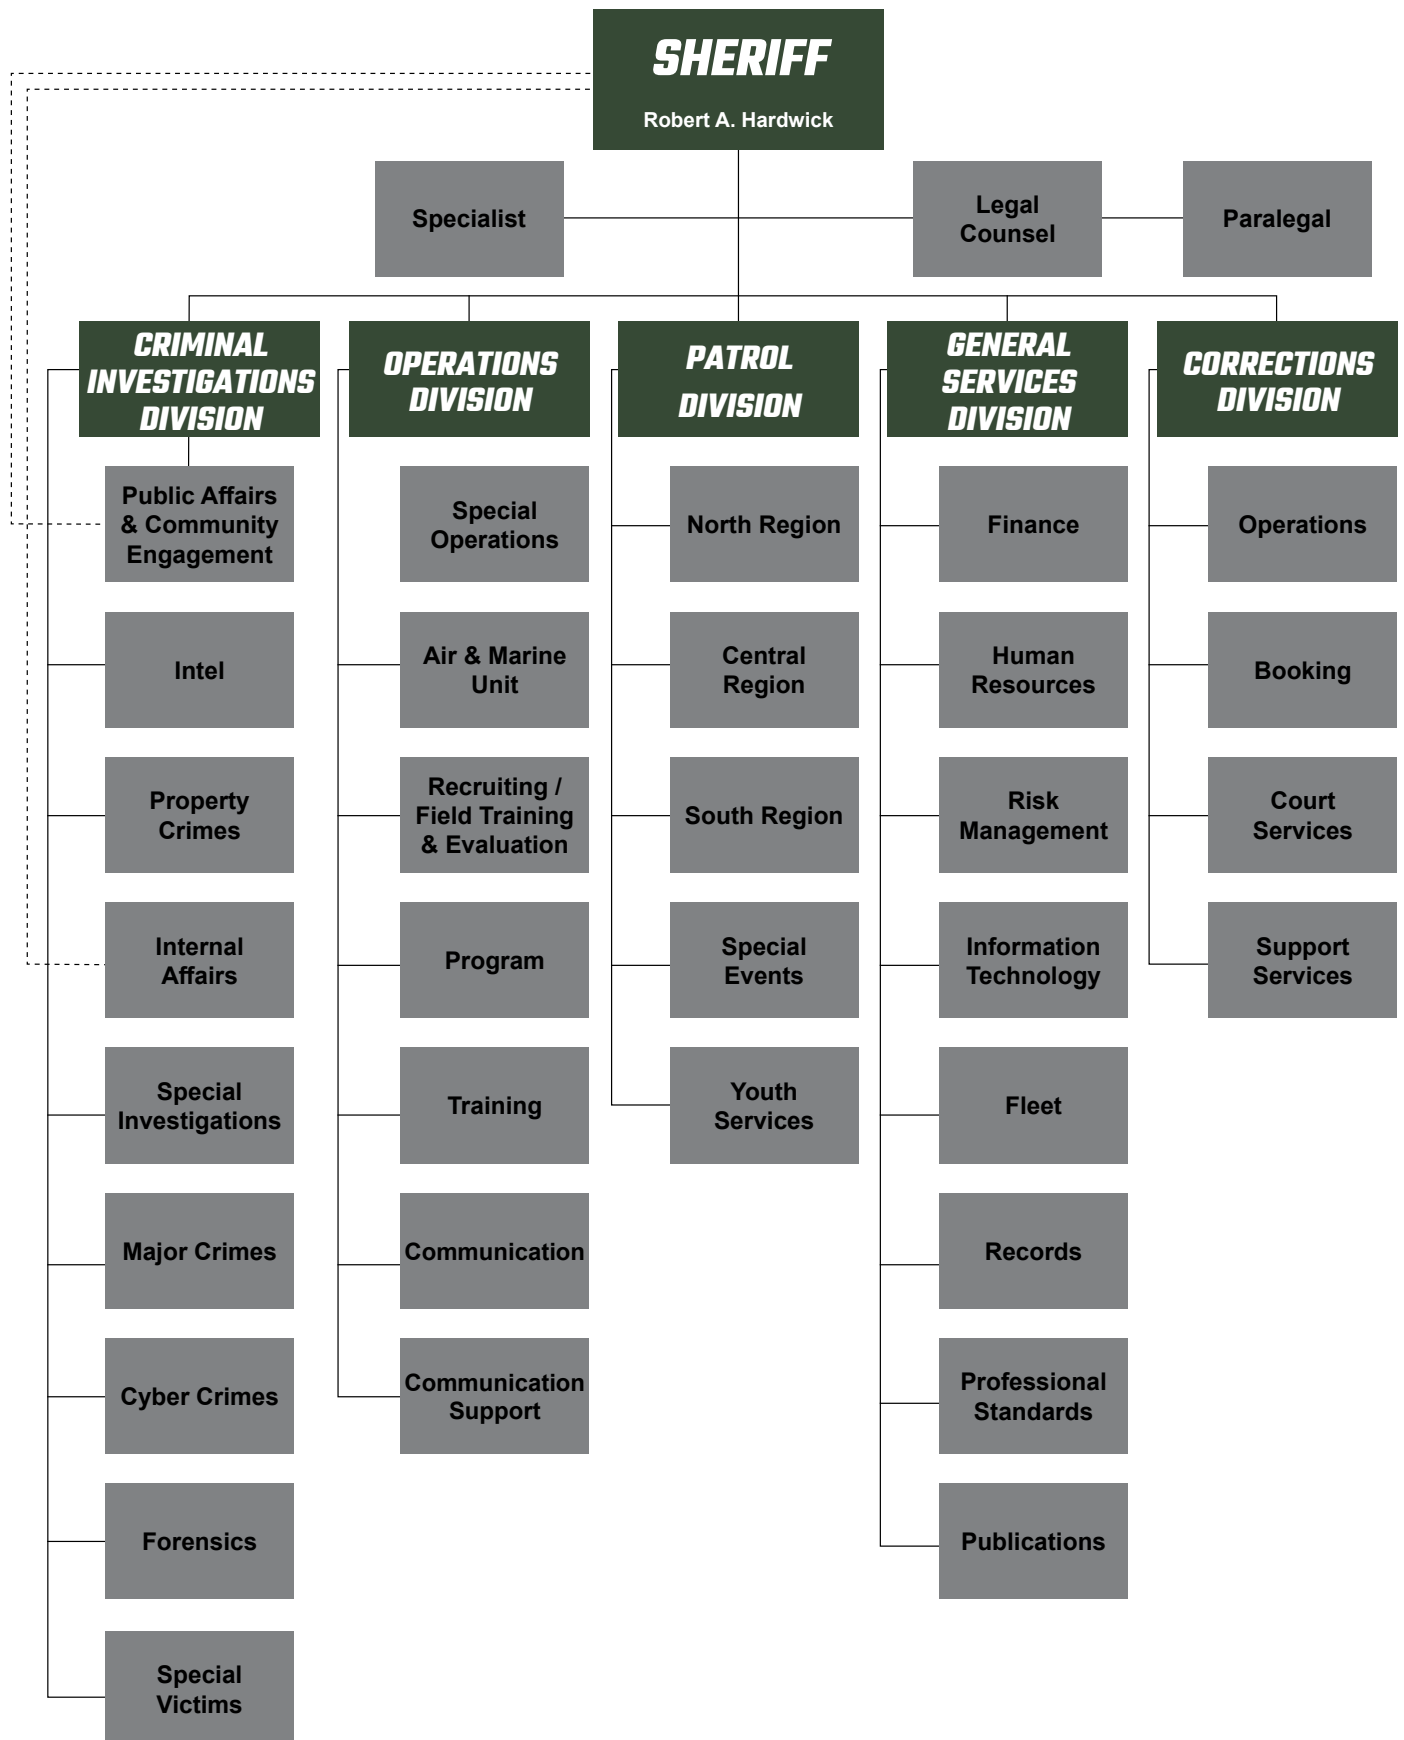 SHERIFF
Robert A. Hardwick
Specialist
Legal
Counsel
Paralegal
CRIMINAL
INVESTIGATIONS
DIVISION
OPERATIONS
DIVISION
PATROL
DIVISION
GENERAL
SERVICES
DIVISION
CORRECTIONS
DIVISION
Public Affairs
& Community
Engagement
Intel
Property
Crimes
Internal
Affairs
Special
Investigations
Major Crimes
Cyber Crimes
Forensics
Special
Victims
Special
Operations
Air & Marine
Unit
Recruiting /
Field Training
& Evaluation
Program
Training
Communication
Communication
Support
North Region
Central
Region
South Region
Special
Events
Youth
Services
Finance
Human
Resources
Risk
Management
Information
Technology
Fleet
Records
Professional
Standards
Publications
Operations
Booking
Court
Services
Support
Services